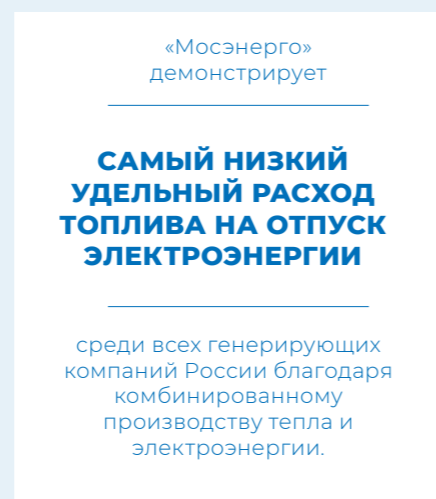 «Мосэнерго»
демонстрирует
САМЫЙ НИЗКИЙ
УДЕЛЬНЫЙ РАСХОД
ТОПЛИВА НА ОТПУСК
ЭЛЕКТРОЭНЕРГИИ
среди всех генерирующих
компаний России благодаря
комбинированному
производству тепла и
электроэнергии.